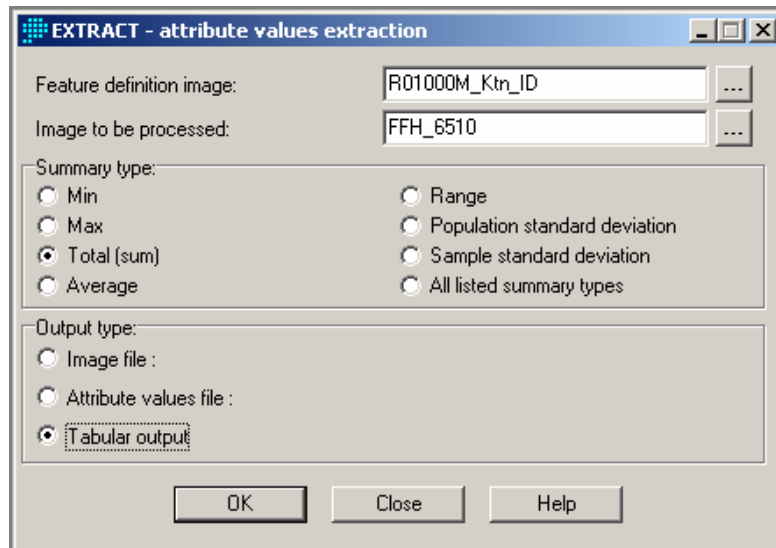 EXTRACT - attribute values extraction
Feature definition image: R01000M_Ktn_ID ...
Image to be processed: FFH_6510 ...
Summary type:
Min Range
Max Population standard deviation
Total (sum) Sample standard deviation
Average All listed summary types
Output type:
Image file :
Attribute values file :
Tabular output
OK Close Help